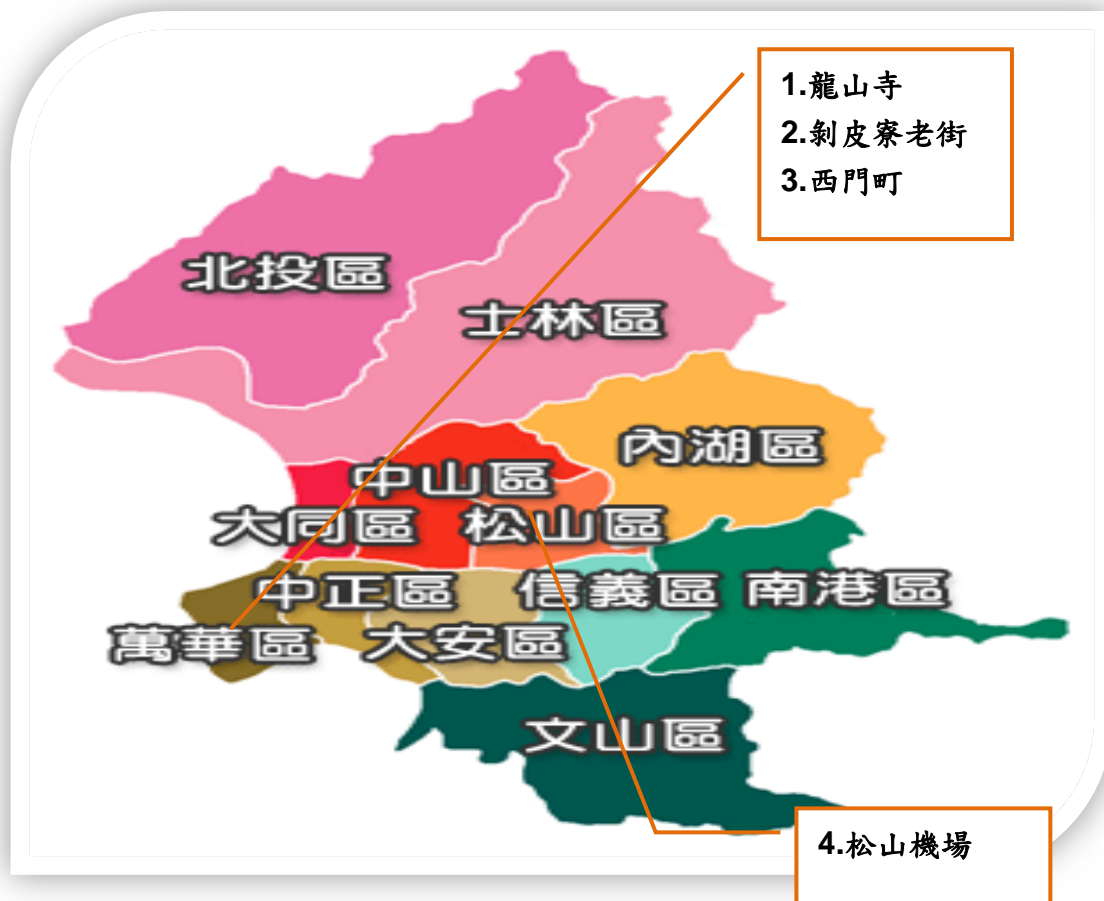 1.龍山寺
2.剝皮寮老街
3.西門町
北投區
士林區
內湖區
中山區
大同區
松山區
中正區
信義區
南港區
萬華區
大安區
文山區
4.松山機場